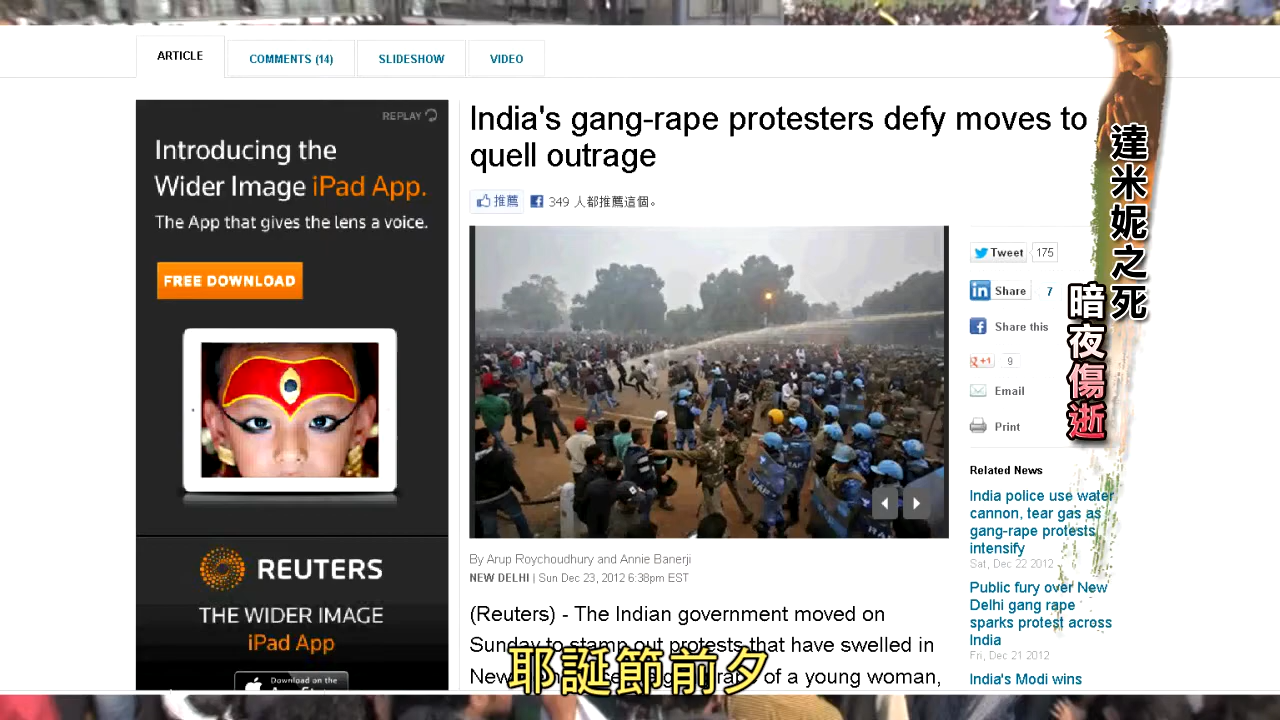 ARTICLE
COMMENTS (14)
SLIDESHOW
VIDEO
REPLAY
Introducing the
Wider Image iPad App.
The App that gives the lens a voice.
FREE DOWNLOAD
REUTERS
THE WIDER IMAGE
iPad App
Download on the
India's gang-rape protesters defy moves to
quell outrage
推薦
349 人都推薦這個。
By Arup Roychoudhury and Annie Banerji
NEW DELHI | Sun Dec 23, 2012 6:38pm EST
(Reuters) - The Indian government moved on
Sunday to stamp out protests that have swelled in
New of a young woman,
Tweet 175
Share 7
Share this
+1 9
Email
Print
Related News
India police use water
cannon, tear gas as
gang-rape protests
intensify
Sat, Dec 22 2012
Public fury over New
Delhi gang rape
sparks protest across
India
Fri, Dec 21 2012
India's Modi wins
達米妮之死
暗夜傷逝
耶誕節前夕